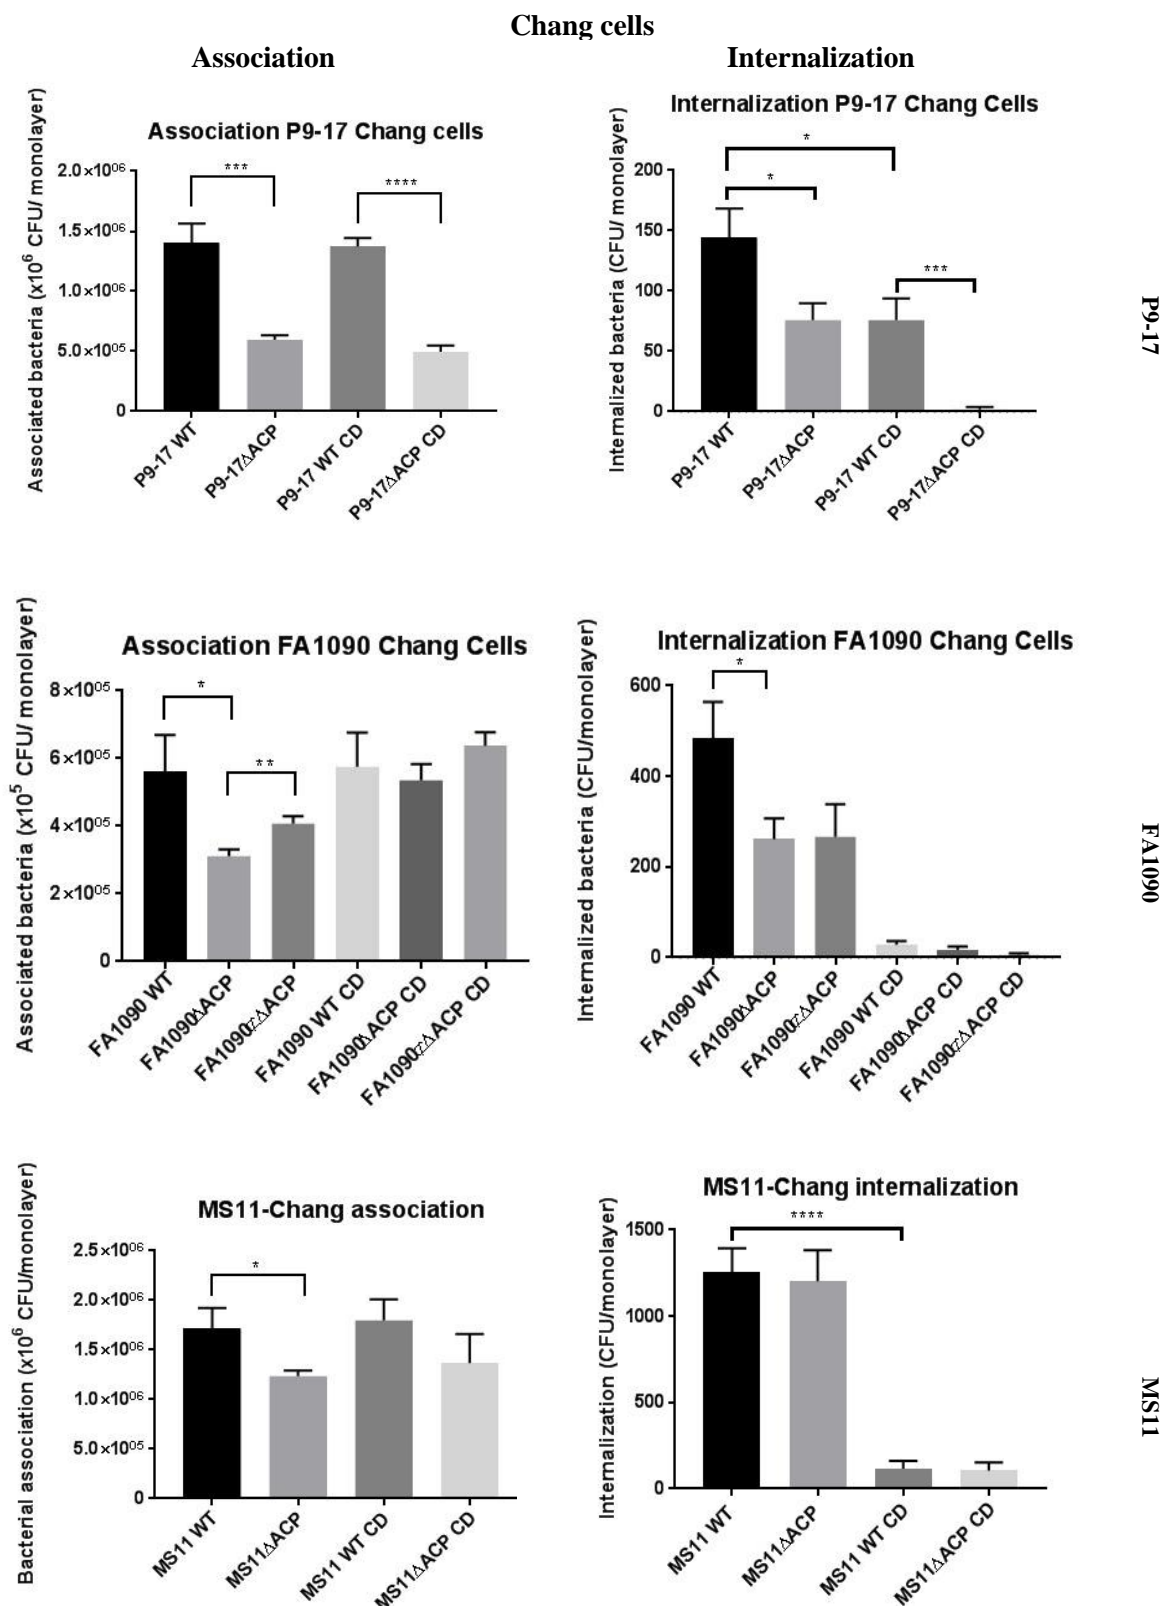 Chang cells
Association
Internalization
Association P9-17 Chang cells
Associated bacteria (x10⁶ CFU/ monolayer)
2.0×10⁰⁶
1.5×10⁰⁶
1.0×10⁰⁶
5.0×10⁰⁵
0
***
****
P9-17 WT
P9-17ΔACP
P9-17 WT CD
P9-17ΔACP CD
Internalization P9-17 Chang Cells
Internalized bacteria (CFU/ monolayer)
200
150
100
50
0
*
*
***
P9-17 WT
P9-17ΔACP
P9-17 WT CD
P9-17ΔACP CD
P9-17
Association FA1090 Chang Cells
Associated bacteria (x10⁵ CFU/ monolayer)
8×10⁰⁵
6×10⁰⁵
4×10⁰⁵
2×10⁰⁵
0
*
**
FA1090 WT
FA1090ΔACP
FA1090ΔACP
FA1090 WT CD
FA1090ΔACP CD
FA1090ΔACP CD
Internalization FA1090 Chang Cells
Internalized bacteria (CFU/monolayer)
600
400
200
0
*
FA1090 WT
FA1090ΔACP
FA1090ΔACP
FA1090 WT CD
FA1090ΔACP CD
FA1090ΔACP CD
FA1090
MS11-Chang association
Bacterial association (x10⁶ CFU/monolayer)
2.5×10⁰⁶
2.0×10⁰⁶
1.5×10⁰⁶
1.0×10⁰⁶
5.0×10⁰⁵
0
*
MS11 WT
MS11ΔACP
MS11 WT CD
MS11ΔACP CD
MS11-Chang internalization
Internalization (CFU/monolayer)
1500
1000
500
0
****
MS11 WT
MS11ΔACP
MS11 WT CD
MS11ΔACP CD
MS11